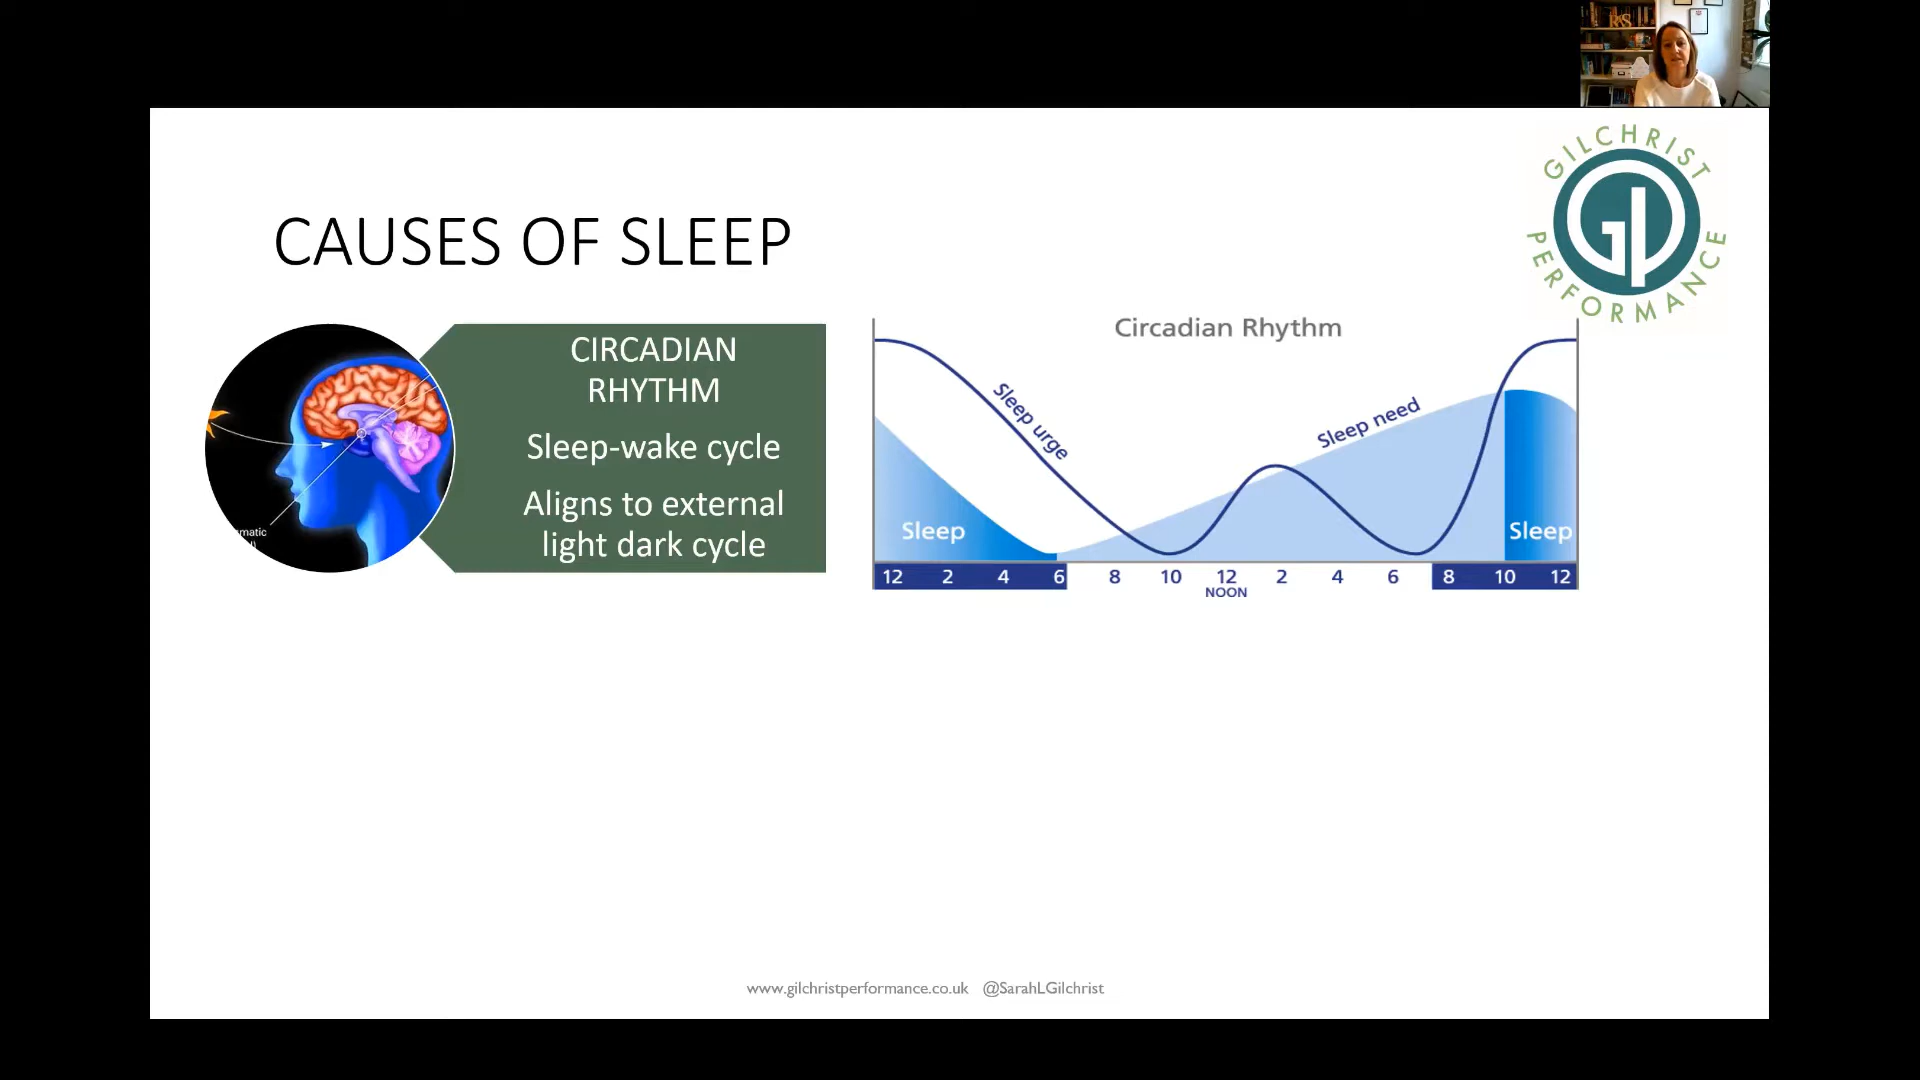 GILCHRIST
PERFORMANCE
CAUSES OF SLEEP
CIRCADIAN
RHYTHM
Sleep-wake cycle
Aligns to external
light dark cycle
Circadian Rhythm
Sleep urge
Sleep need
Sleep
Sleep
12 2 4 6 8 10 12 2 4 6 8 10 12
NOON
www.gilchristperformance.co.uk @SarahLGilchrist